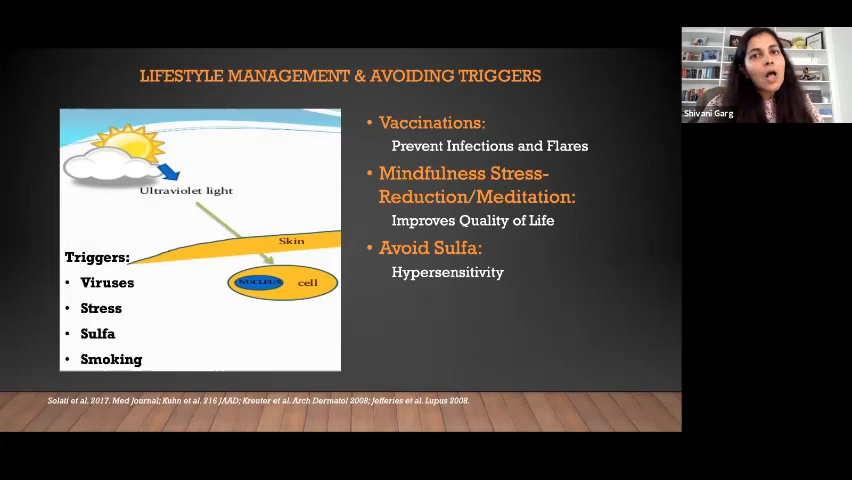 LIFESTYLE MANAGEMENT & AVOIDING TRIGGERS
Ultraviolet light
Skin
NUCLEUS
cell
Triggers:
• Viruses
• Stress
• Sulfa
• Smoking
• Vaccinations:
Prevent Infections and Flares
• Mindfulness Stress-
Reduction/Meditation:
Improves Quality of Life
• Avoid Sulfa:
Hypersensitivity
Solati et al. 2017. Med Journal; Kuhn et al. 216 JAAD; Kreuter et al. Arch Dermatol 2008; Jefferies et al. Lupus 2008.
Shivani Garg